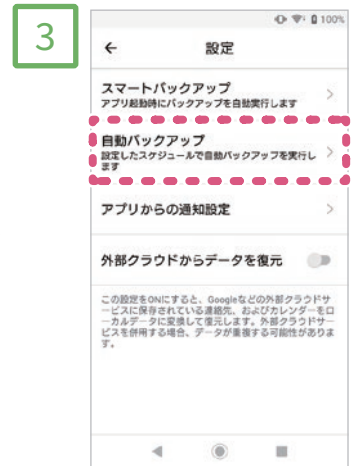 3
100%
設定
スマートバックアップ
アプリ起動時にバックアップを自動実行します
自動バックアップ
設定したスケジュールで自動バックアップを実行し
ます
アプリからの通知設定
外部クラウドからデータを復元
この設定をONにすると、Googleなどの外部クラウドサ
ービスに保存されている連絡先、およびカレンダーをロ
ーカルデータに変換して復元します。外部クラウドサー
ビスを併用する場合、データが重複する可能性がありま
す。